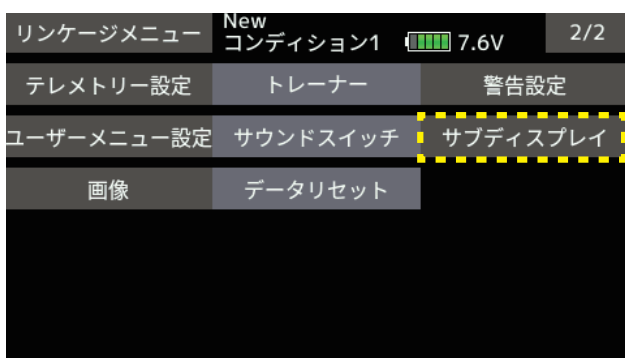 リンケージメニュー New 2/2
コンディション1 7.6V
テレメトリー設定 トレーナー 警告設定
ユーザーメニュー設定 サウンドスイッチ サブディスプレイ
画像 データリセット